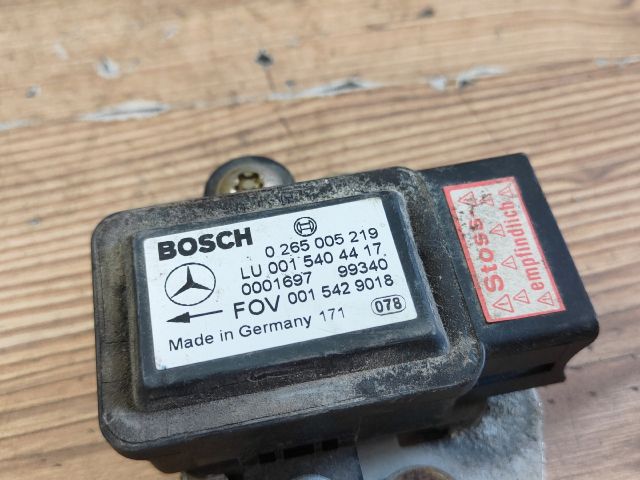 BOSCH 0 265 005 219
LU 001 540 44 17
0001697 99340
FOV 001 542 9018
Made in Germany 171 078
Stoss-
empfindlich